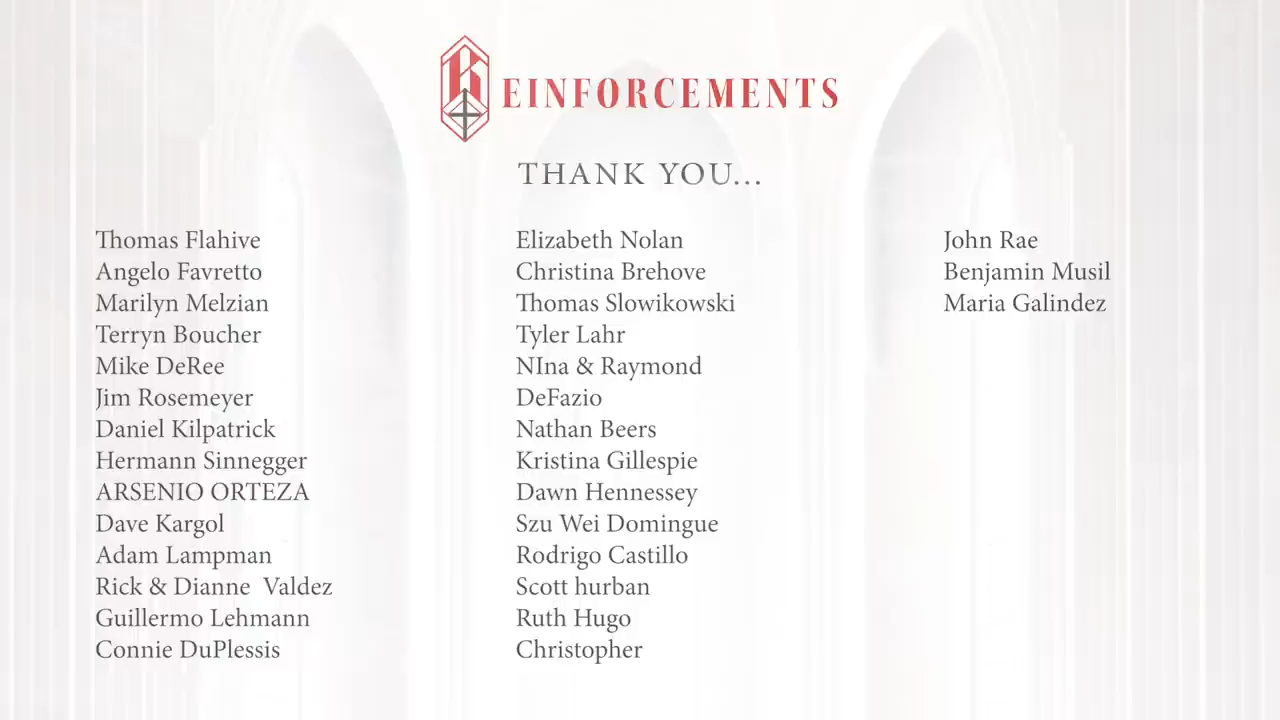 REINFORCEMENTS
THANK YOU...
Thomas Flahive
Angelo Favretto
Marilyn Melzian
Terryn Boucher
Mike DeRee
Jim Rosemeyer
Daniel Kilpatrick
Hermann Sinnegger
ARSENIO ORTEZA
Dave Kargol
Adam Lampman
Rick & Dianne  Valdez
Guillermo Lehmann
Connie DuPlessis
Elizabeth Nolan
Christina Brehove
Thomas Slowikowski
Tyler Lahr
NIna & Raymond
DeFazio
Nathan Beers
Kristina Gillespie
Dawn Hennessey
Szu Wei Domingue
Rodrigo Castillo
Scott hurban
Ruth Hugo
Christopher
John Rae
Benjamin Musil
Maria Galindez